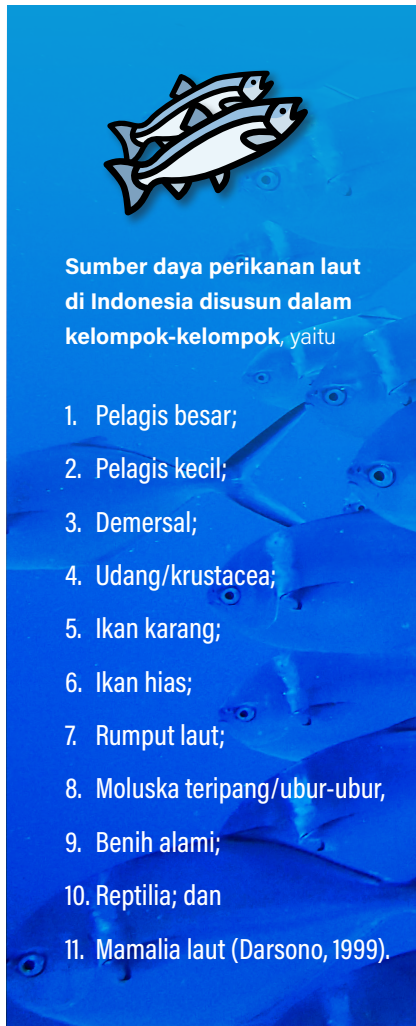 Sumber daya perikanan laut
di Indonesia disusun dalam
kelompok-kelompok, yaitu
1. Pelagis besar;
2. Pelagis kecil;
3. Demersal;
4. Udang/krustacea;
5. Ikan karang;
6. Ikan hias;
7. Rumput laut;
8. Moluska teripang/ubur-ubur,
9. Benih alami;
10. Reptilia; dan
11. Mamalia laut (Darsono, 1999).